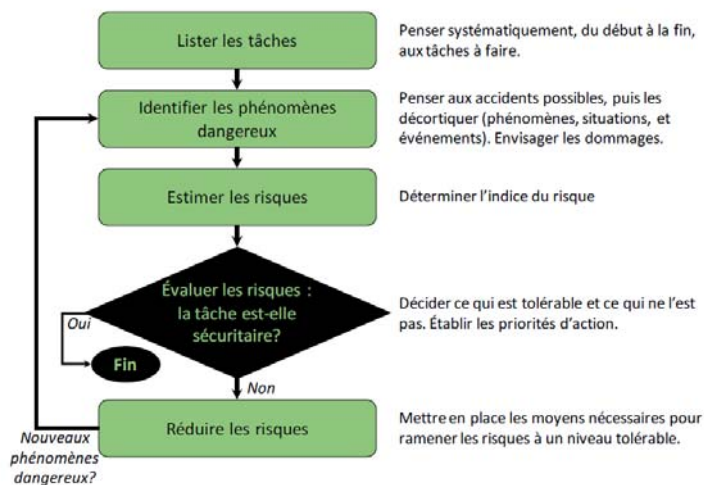 Lister les tâches
Penser systématiquement, du début à la fin,
aux tâches à faire.
Identifier les phénomènes
dangereux
Penser aux accidents possibles, puis les
décortiquer (phénomènes, situations, et
événements). Envisager les dommages.
Estimer les risques
Déterminer l'indice du risque
Évaluer les risques :
la tâche est-elle
sécuritaire?
Décider ce qui est tolérable et ce qui ne l'est
pas. Établir les priorités d'action.
Oui
Fin
Non
Réduire les risques
Mettre en place les moyens nécessaires pour
ramener les risques à un niveau tolérable.
Nouveaux
phénomènes
dangereux?